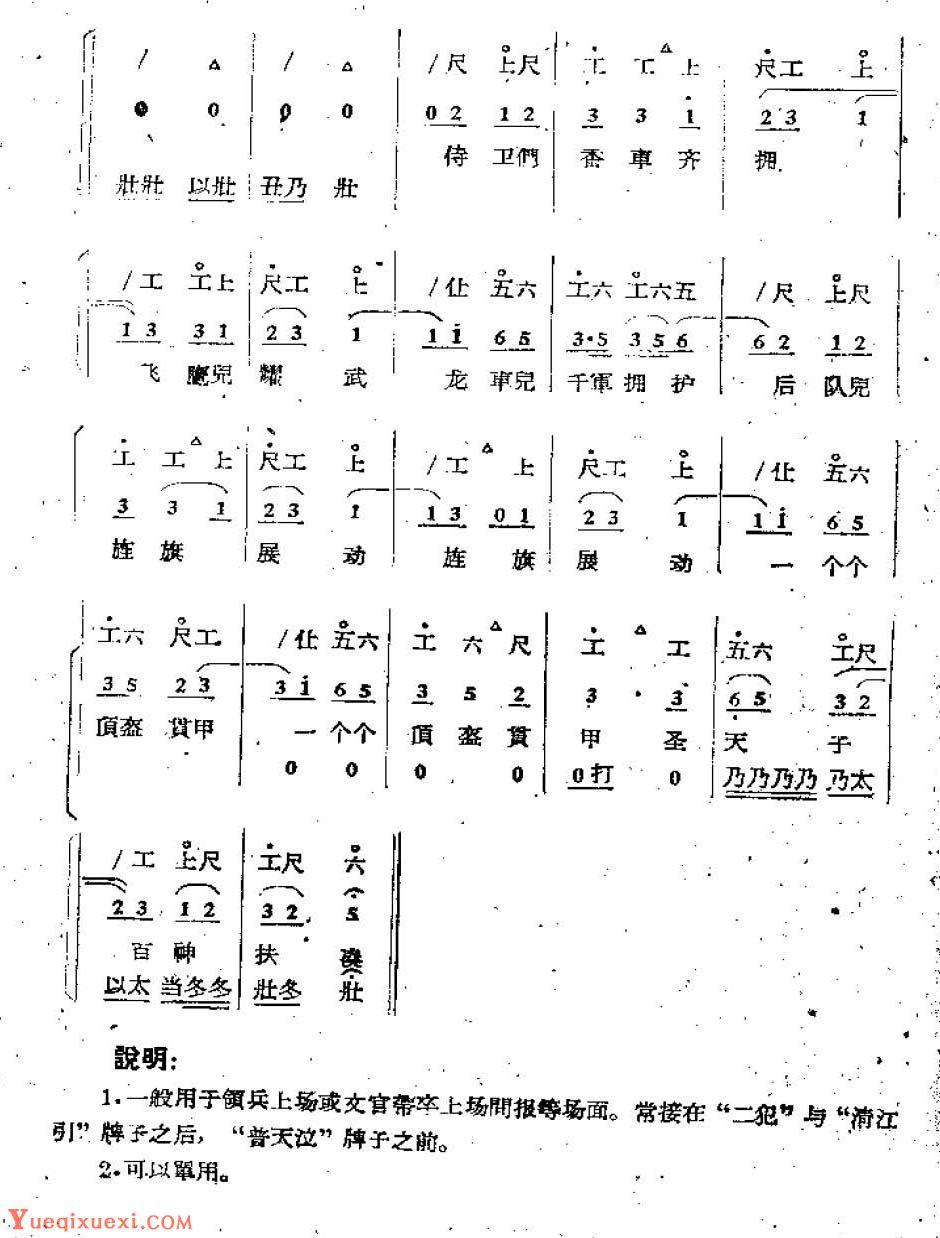 / △ / △ /尺 上尺 工 工 上 尺工 上
0 0 0 0 0 2 1 2 3 3 1 2 3 1
侍 卫們 香 車 齐 拥
壯壯 以壯 丑乃 壯
/工 工上 尺工 上 /仩 五六 工六 工六五 /尺 上尺
1 3 3 1 2 3 1 1 i 6 5 3·5 3 5 6 6 2 1 2
飞 鷹兒 耀 武 龙 車兒 千軍 拥 护 后 队兒
工 工 上 尺工 上 /工 上 尺工 上 /仩 五六
3 3 1 2 3 1 1 3 0 1 2 3 1 1 i 6 5
旌 旗 展 动 旌 旗 展 动 一 个个
工六 尺工 /仩 五六 工 六 尺 工 工 五六 工尺
3 5 2 3 3 i 6 5 3 5 2 3 · 3 6 5 3 2
頂盔 貫甲 一 个个 頂 盔 貫 甲 圣 天 子
0 0 0 0 0打 0 乃乃乃乃 乃太
/工 上尺 工尺 六
2 3 1 2 3 2 5
百 神 扶
以太 当冬冬 壯冬 壯
說明:
1.一般用于領兵上场或文官帶卒上场問报等场面。常接在“二犯”与“清江
引”牌子之后，“普天泣”牌子之前。
2.可以單用。
Yueqixuexi.com